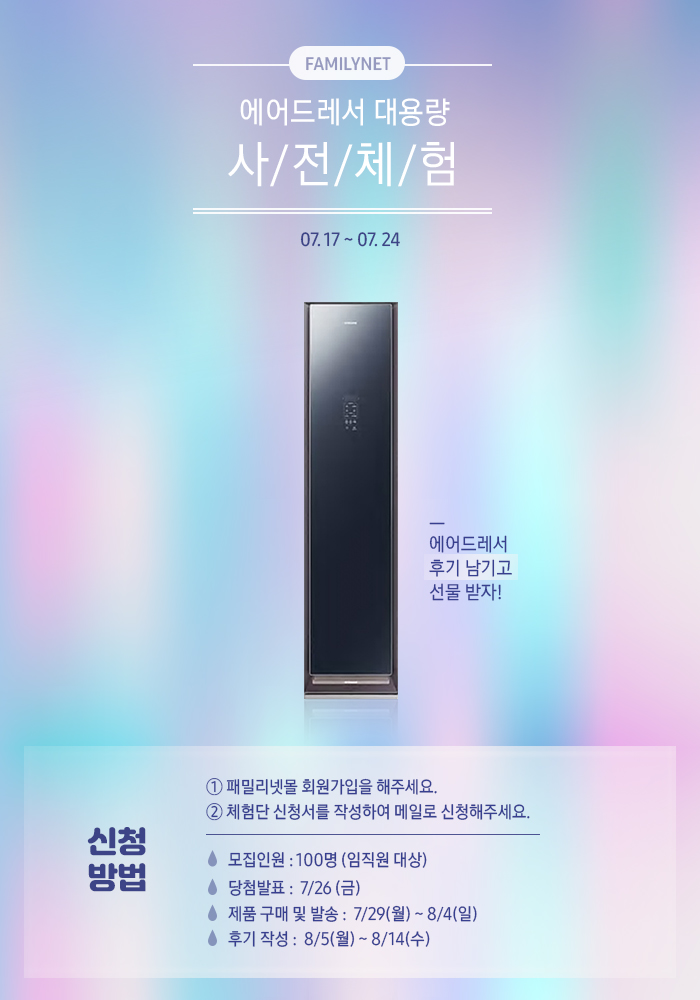 FAMILYNET
에어드레서 대용량
사/전/체/험
07. 17 ~ 07. 24
에어드레서
후기 남기고
선물 받자!
신청
방법
① 패밀리넷몰 회원가입을 해주세요.
② 체험단 신청서를 작성하여 메일로 신청해주세요.
모집인원 : 100명 (임직원 대상)
당첨발표 : 7/26 (금)
제품 구매 및 발송 : 7/29(월) ~ 8/4(일)
후기 작성 : 8/5(월) ~ 8/14(수)